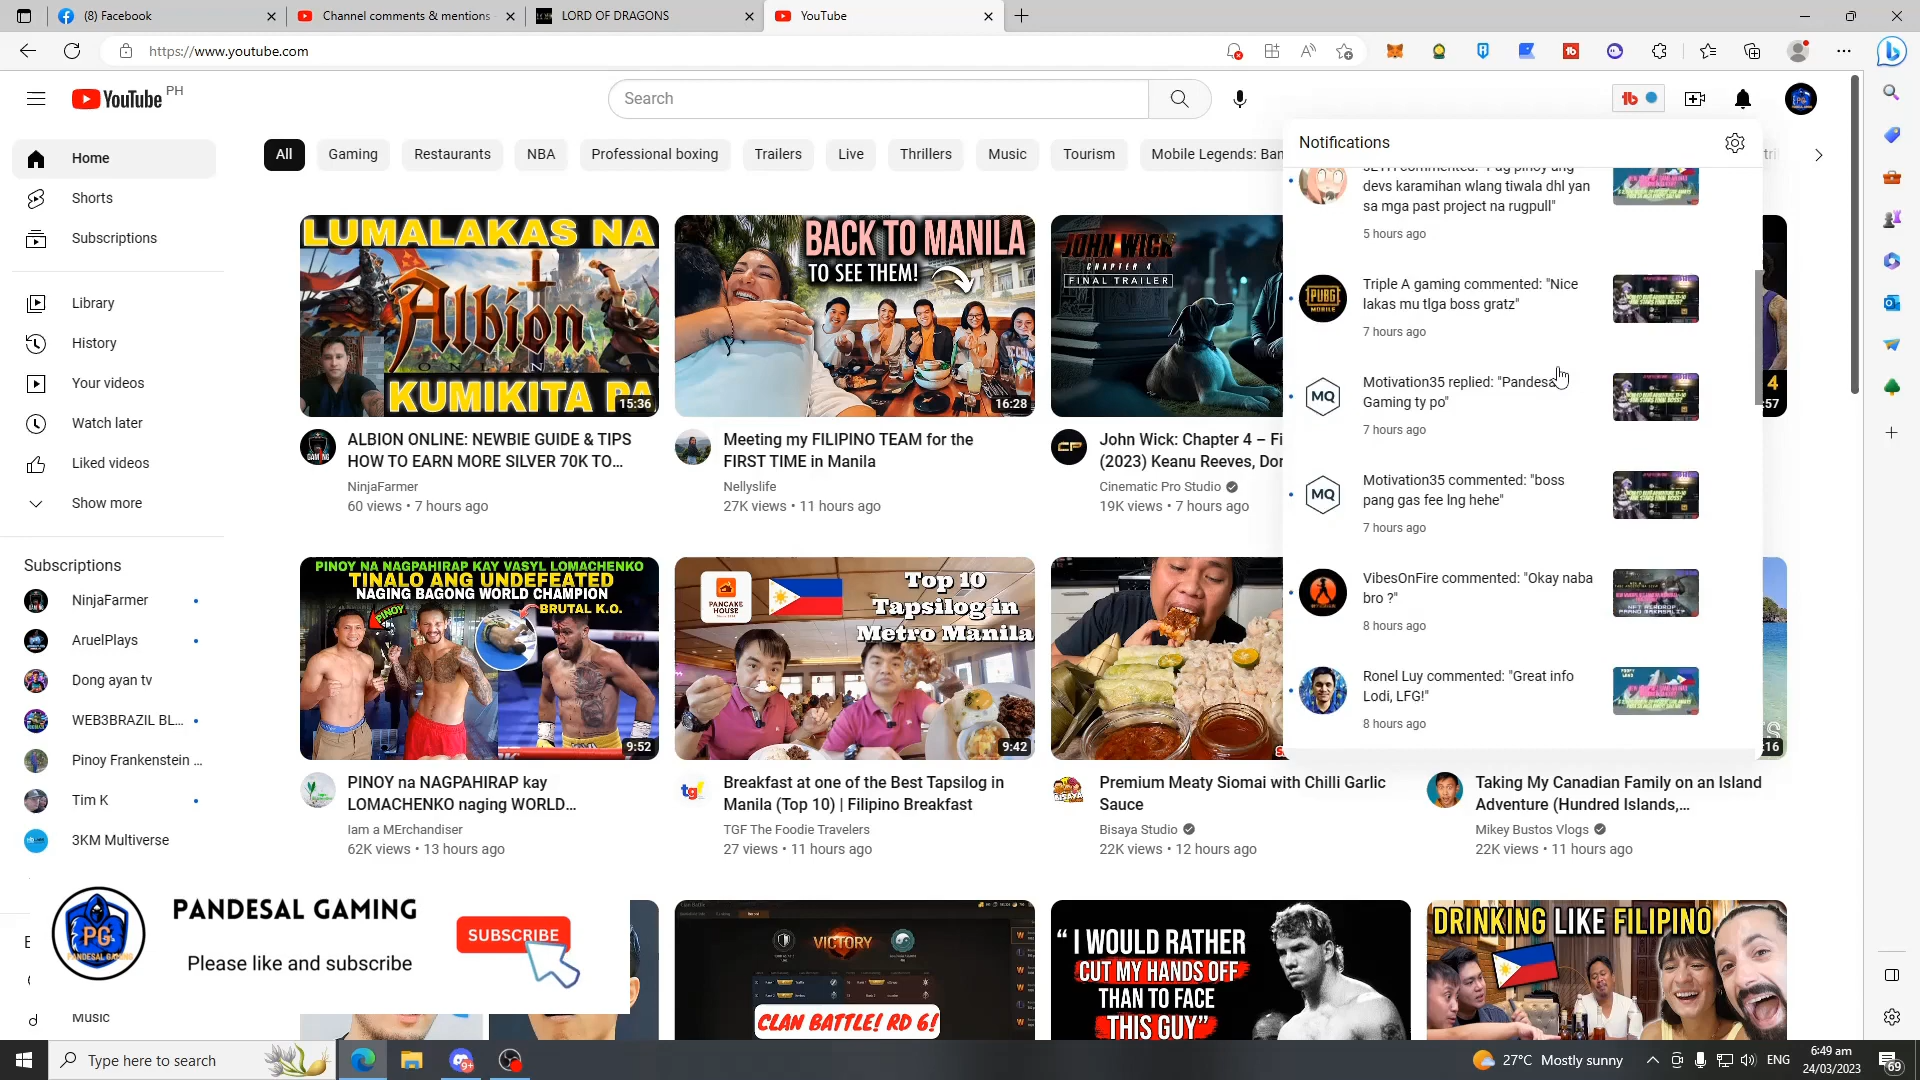 (8) Facebook
Channel comments & mentions
LORD OF DRAGONS
YouTube
https://www.youtube.com
YouTube PH
Search
Home
Shorts
Subscriptions
Library
History
Your videos
Watch later
Liked videos
Show more
Subscriptions
NinjaFarmer
AruelPlays
Dong ayan tv
WEB3BRAZIL BL...
Pinoy Frankenstein ...
Tim K
3KM Multiverse
Music
All
Gaming
Restaurants
NBA
Professional boxing
Trailers
Live
Thrillers
Music
Tourism
Mobile Legends: Ban
LUMALAKAS NA
Albion
ONLINE
KUMIKITA PA
15:36
ALBION ONLINE: NEWBIE GUIDE & TIPS
HOW TO EARN MORE SILVER 70K TO...
NinjaFarmer
60 views • 7 hours ago
BACK TO MANILA
TO SEE THEM!
16:28
Meeting my FILIPINO TEAM for the
FIRST TIME in Manila
Nellyslife
27K views • 11 hours ago
JOHN WICK
CHAPTER 4
FINAL TRAILER
John Wick: Chapter 4 – Fi
(2023) Keanu Reeves, Dor
Cinematic Pro Studio
19K views • 7 hours ago
4
:57
Notifications
devs karamihan wlang tiwala dhl yan
sa mga past project na rugpull"
5 hours ago
Triple A gaming commented: "Nice
lakas mu tlga boss gratz"
7 hours ago
PUBG
MOBILE
Motivation35 replied: "Pandesa
Gaming ty po"
7 hours ago
MQ
Motivation35 commented: "boss
pang gas fee lng hehe"
7 hours ago
MQ
VibesOnFire commented: "Okay naba
bro ?"
8 hours ago
Ronel Luy commented: "Great info
Lodi, LFG!"
8 hours ago
PINOY NA NAGPAHIRAP KAY VASYL LOMACHENKO
TINALO ANG UNDEFEATED
NAGING BAGONG WORLD CHAMPION
BRUTAL K.O.
PINOY
9:52
PINOY na NAGPAHIRAP kay
LOMACHENKO naging WORLD...
Iam a MErchandiser
62K views • 13 hours ago
PANCAKE
HOUSE
Top 10
Tapsilog in
Metro Manila
9:42
Breakfast at one of the Best Tapsilog in
Manila (Top 10) | Filipino Breakfast
TGF The Foodie Travelers
27 views • 11 hours ago
Premium Meaty Siomai with Chilli Garlic
Sauce
Bisaya Studio
22K views • 12 hours ago
:16
Taking My Canadian Family on an Island
Adventure (Hundred Islands,...
Mikey Bustos Vlogs
22K views • 11 hours ago
PG
PANDESAL GAMING
PANDESAL GAMING
Please like and subscribe
SUBSCRIBE
VICTORY
CLAN BATTLE! RD 6!
"I WOULD RATHER
CUT MY HANDS OFF
THAN TO FACE
THIS GUY"
DRINKING LIKE FILIPINO
Type here to search
9+
27°C Mostly sunny
ENG
6:49 am
24/03/2023
69